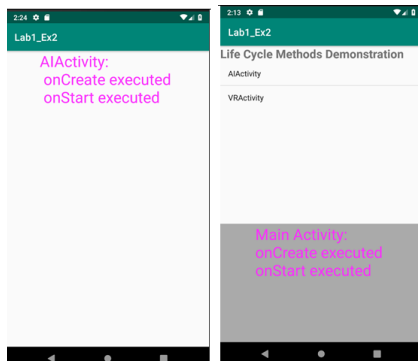 2:24
Lab1_Ex2
AIActivity:
onCreate executed
onStart executed
2:13
Lab1_Ex2
Life Cycle Methods Demonstration
AIActivity
VRActivity
Main Activity:
onCreate executed
onStart executed